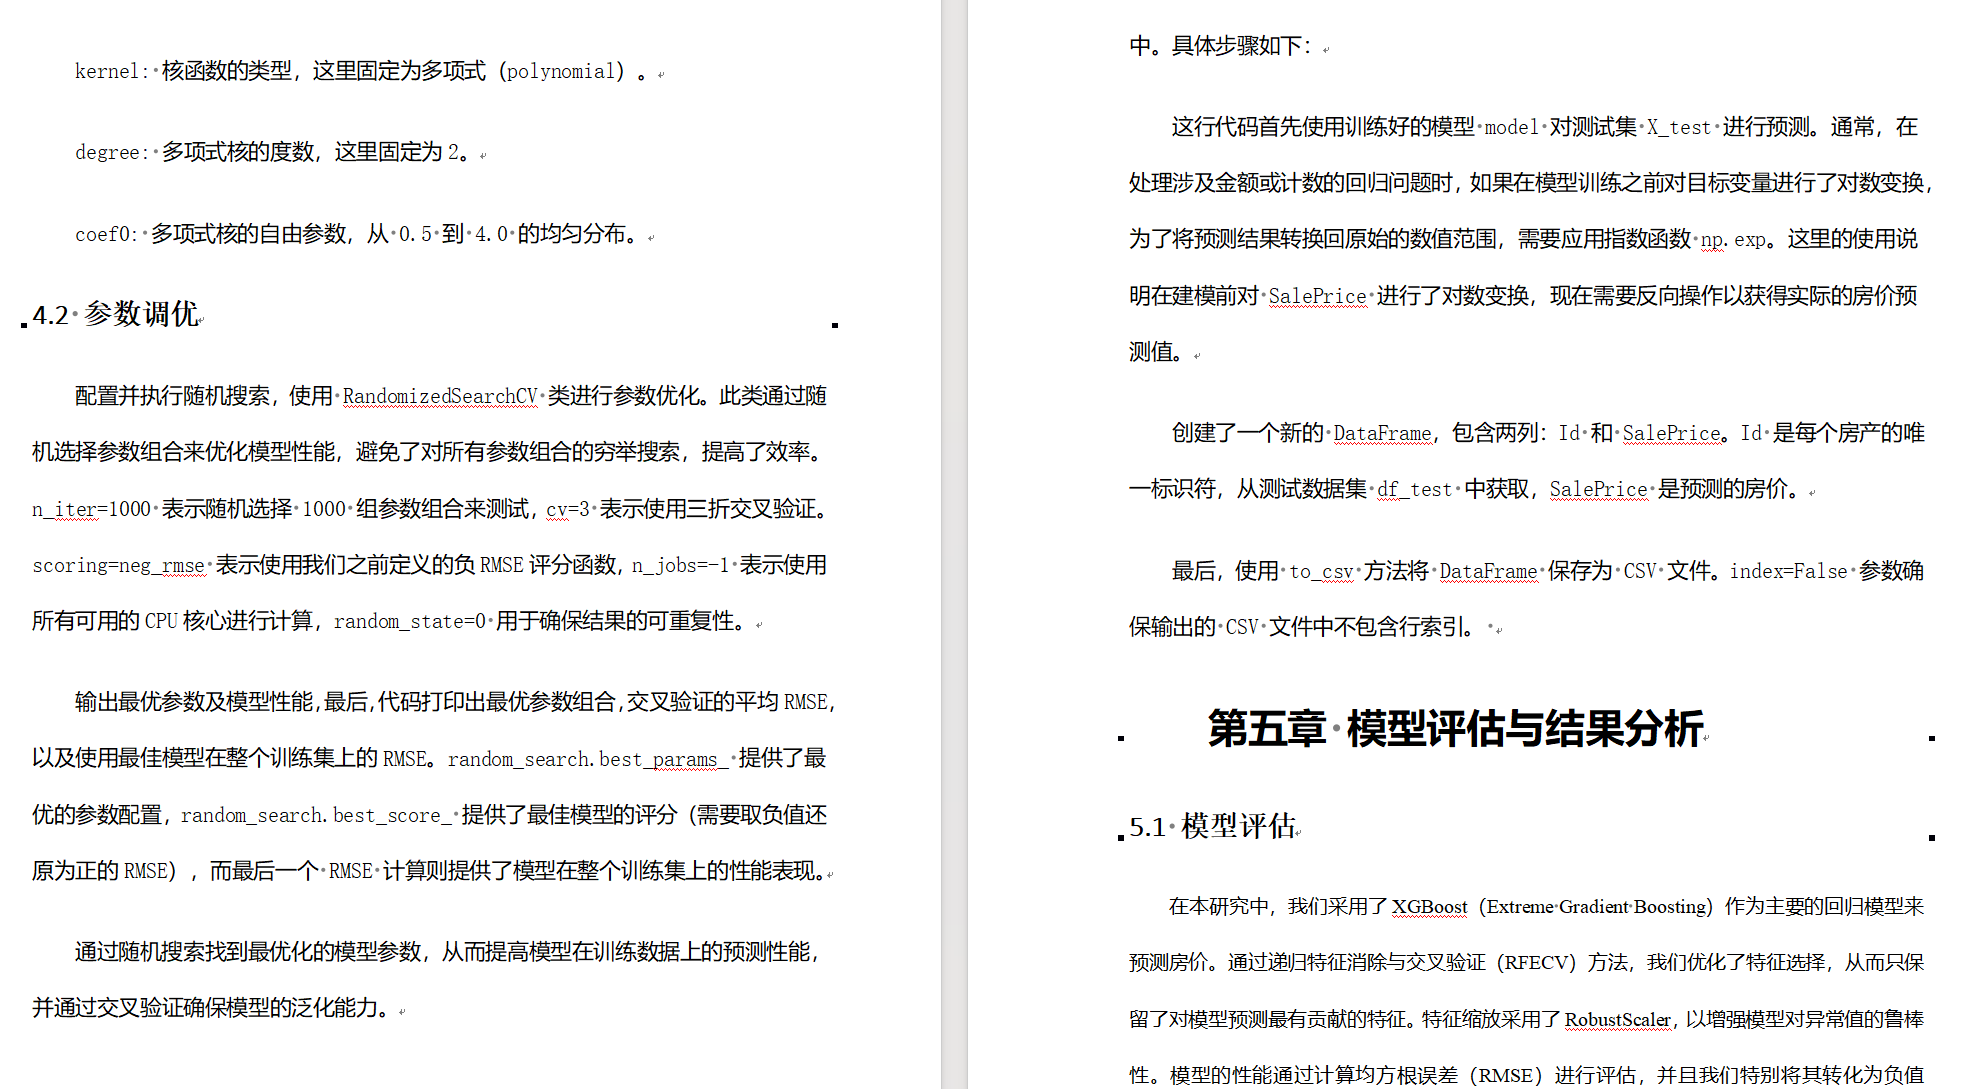 kernel: 核函数的类型，这里固定为多项式（polynomial）。
degree: 多项式核的度数，这里固定为 2。
coef0: 多项式核的自由参数，从 0.5 到 4.0 的均匀分布。
4.2 参数调优
配置并执行随机搜索，使用 RandomizedSearchCV 类进行参数优化。此类通过随
机选择参数组合来优化模型性能，避免了对所有参数组合的穷举搜索，提高了效率。
n_iter=1000 表示随机选择 1000 组参数组合来测试，cv=3 表示使用三折交叉验证。
scoring=neg_rmse 表示使用我们之前定义的负 RMSE 评分函数，n_jobs=-1 表示使用
所有可用的 CPU 核心进行计算，random_state=0 用于确保结果的可重复性。
输出最优参数及模型性能,最后,代码打印出最优参数组合,交叉验证的平均 RMSE,
以及使用最佳模型在整个训练集上的 RMSE。random_search.best_params_ 提供了最
优的参数配置，random_search.best_score_ 提供了最佳模型的评分（需要取负值还
原为正的 RMSE），而最后一个 RMSE 计算则提供了模型在整个训练集上的性能表现。
通过随机搜索找到最优化的模型参数，从而提高模型在训练数据上的预测性能，
并通过交叉验证确保模型的泛化能力。
中。具体步骤如下：
这行代码首先使用训练好的模型 model 对测试集 X_test 进行预测。通常，在
处理涉及金额或计数的回归问题时，如果在模型训练之前对目标变量进行了对数变换，
为了将预测结果转换回原始的数值范围，需要应用指数函数 np.exp。这里的使用说
明在建模前对 SalePrice 进行了对数变换，现在需要反向操作以获得实际的房价预
测值。
创建了一个新的 DataFrame，包含两列：Id 和 SalePrice。Id 是每个房产的唯
一标识符，从测试数据集 df_test 中获取，SalePrice 是预测的房价。
最后，使用 to_csv 方法将 DataFrame 保存为 CSV 文件。index=False 参数确
保输出的 CSV 文件中不包含行索引。
第五章 模型评估与结果分析
5.1 模型评估
在本研究中，我们采用了 XGBoost（Extreme Gradient Boosting）作为主要的回归模型来
预测房价。通过递归特征消除与交叉验证（RFECV）方法，我们优化了特征选择，从而只保
留了对模型预测最有贡献的特征。特征缩放采用了 RobustScaler，以增强模型对异常值的鲁棒
性。模型的性能通过计算均方根误差（RMSE）进行评估，并且我们特别将其转化为负值